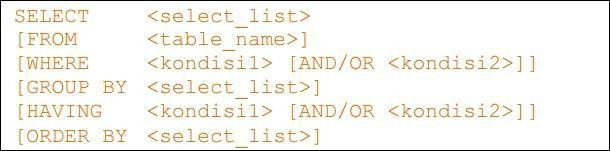 SELECT <select_list>
[FROM <table_name>]
[WHERE <kondisi1> [AND/OR <kondisi2>]]
[GROUP BY <select_list>]
[HAVING <kondisi1> [AND/OR <kondisi2>]]
[ORDER BY <select_list>]